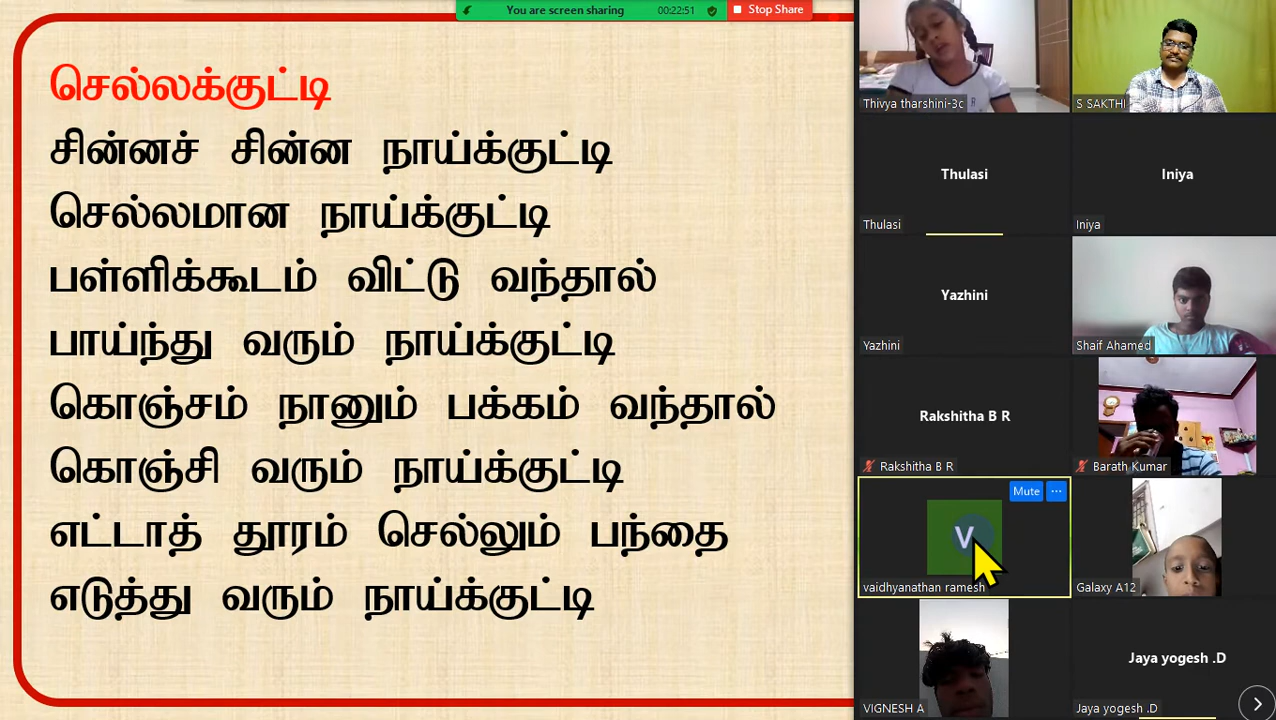 You are screen sharing 00:22:51 Stop Share
செல்லக்குட்டி
சின்னச் சின்ன நாய்க்குட்டி
செல்லமான நாய்க்குட்டி
பள்ளிக்கூடம் விட்டு வந்தால்
பாய்ந்து வரும் நாய்க்குட்டி
கொஞ்சம் நானும் பக்கம் வந்தால்
கொஞ்சி வரும் நாய்க்குட்டி
எட்டாத் தூரம் செல்லும் பந்தை
எடுத்து வரும் நாய்க்குட்டி
Thivya tharshini-3c
S SAKTHI
Thulasi
Thulasi
Iniya
Iniya
Yazhini
Yazhini
Shaif Ahamed
Rakshitha B R
Rakshitha B R
Barath Kumar
Mute ...
V
vaidhyanathan ramesh
Galaxy A12
VIGNESH A
Jaya yogesh .D
Jaya yogesh .D